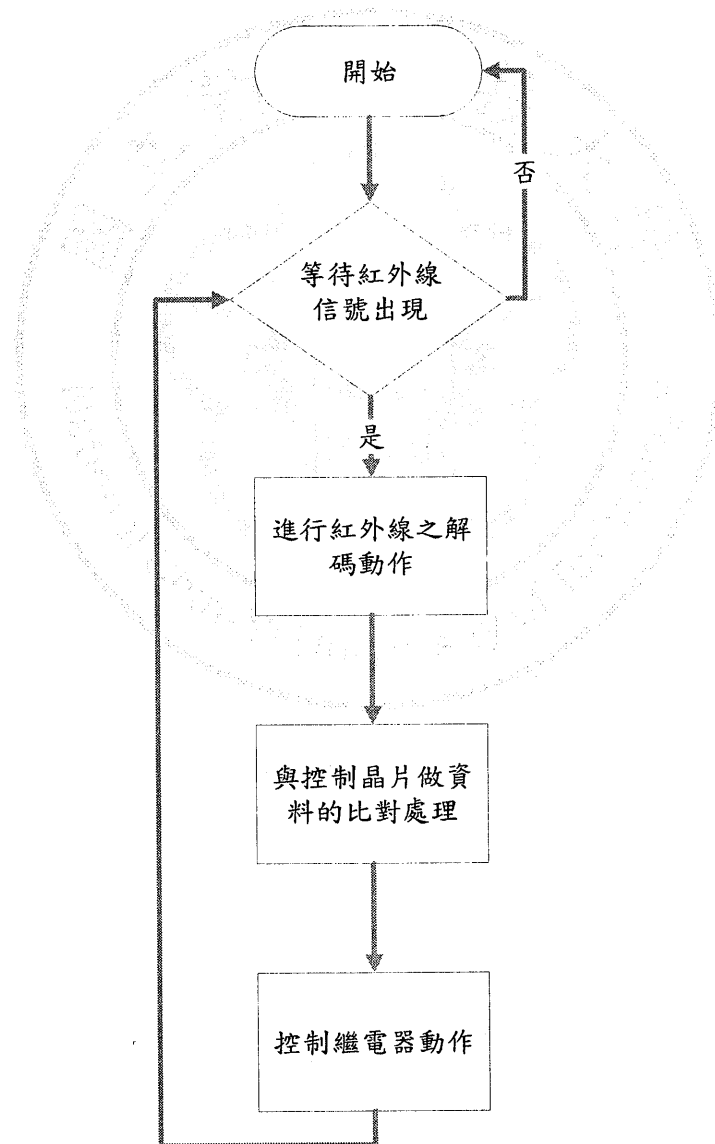 開始
否
等待紅外線
信號出現
是
進行紅外線之解
碼動作
與控制晶片做資
料的比對處理
控制繼電器動作